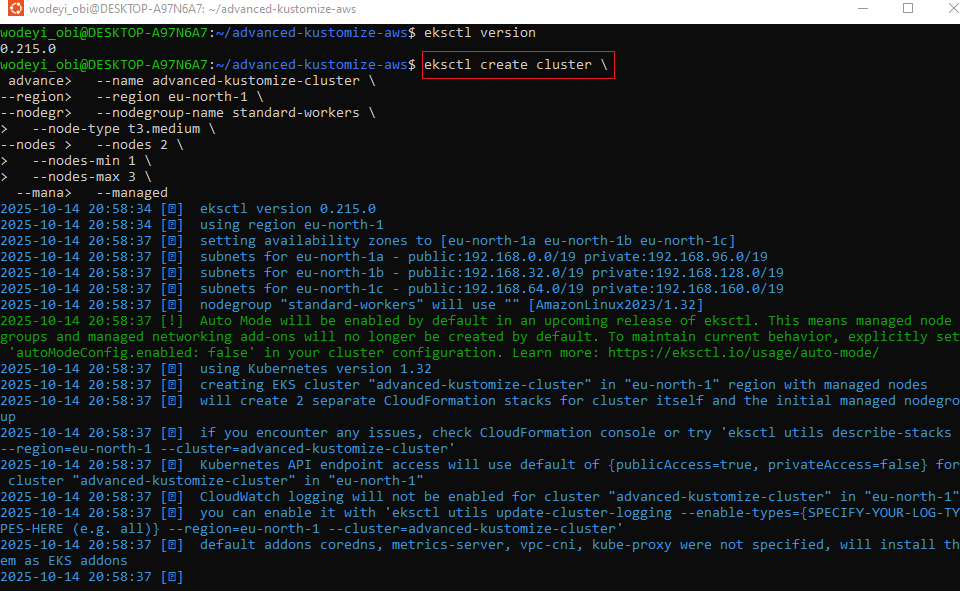 wodeyi_obi@DESKTOP-A97N6A7: ~/advanced-kustomize-aws
wodeyi_obi@DESKTOP-A97N6A7:~/advanced-kustomize-aws$ eksctl version
0.215.0
wodeyi_obi@DESKTOP-A97N6A7:~/advanced-kustomize-aws$ eksctl create cluster \
 advance>   --name advanced-kustomize-cluster \
--region>   --region eu-north-1 \
--nodegr>   --nodegroup-name standard-workers \
>   --node-type t3.medium \
--nodes >   --nodes 2 \
>   --nodes-min 1 \
>   --nodes-max 3 \
  --mana>   --managed
2025-10-14 20:58:34 [ℹ]  eksctl version 0.215.0
2025-10-14 20:58:34 [ℹ]  using region eu-north-1
2025-10-14 20:58:37 [ℹ]  setting availability zones to [eu-north-1a eu-north-1b eu-north-1c]
2025-10-14 20:58:37 [ℹ]  subnets for eu-north-1a - public:192.168.0.0/19 private:192.168.96.0/19
2025-10-14 20:58:37 [ℹ]  subnets for eu-north-1b - public:192.168.32.0/19 private:192.168.128.0/19
2025-10-14 20:58:37 [ℹ]  subnets for eu-north-1c - public:192.168.64.0/19 private:192.168.160.0/19
2025-10-14 20:58:37 [ℹ]  nodegroup "standard-workers" will use "" [AmazonLinux2023/1.32]
2025-10-14 20:58:37 [!]  Auto Mode will be enabled by default in an upcoming release of eksctl. This means managed node
groups and managed networking add-ons will no longer be created by default. To maintain current behavior, explicitly set
 'autoModeConfig.enabled: false' in your cluster configuration. Learn more: https://eksctl.io/usage/auto-mode/
2025-10-14 20:58:37 [ℹ]  using Kubernetes version 1.32
2025-10-14 20:58:37 [ℹ]  creating EKS cluster "advanced-kustomize-cluster" in "eu-north-1" region with managed nodes
2025-10-14 20:58:37 [ℹ]  will create 2 separate CloudFormation stacks for cluster itself and the initial managed nodegro
up
2025-10-14 20:58:37 [ℹ]  if you encounter any issues, check CloudFormation console or try 'eksctl utils describe-stacks
--region=eu-north-1 --cluster=advanced-kustomize-cluster'
2025-10-14 20:58:37 [ℹ]  Kubernetes API endpoint access will use default of {publicAccess=true, privateAccess=false} for
 cluster "advanced-kustomize-cluster" in "eu-north-1"
2025-10-14 20:58:37 [ℹ]  CloudWatch logging will not be enabled for cluster "advanced-kustomize-cluster" in "eu-north-1"
2025-10-14 20:58:37 [ℹ]  you can enable it with 'eksctl utils update-cluster-logging --enable-types={SPECIFY-YOUR-LOG-TY
PES-HERE (e.g. all)} --region=eu-north-1 --cluster=advanced-kustomize-cluster'
2025-10-14 20:58:37 [ℹ]  default addons coredns, metrics-server, vpc-cni, kube-proxy were not specified, will install th
em as EKS addons
2025-10-14 20:58:37 [ℹ]